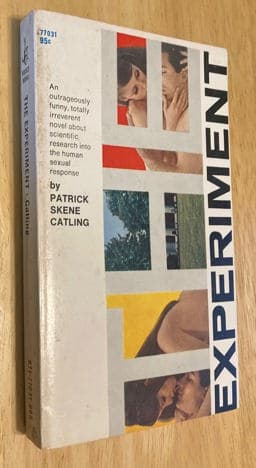 77031
95c
An
outrageously
funny, totally
irreverent
novel about
scientific
research into
the human
sexual
response
by
PATRICK
SKENE
CATLING
THE
EXPERIMENT
THE EXPERIMENT Catling